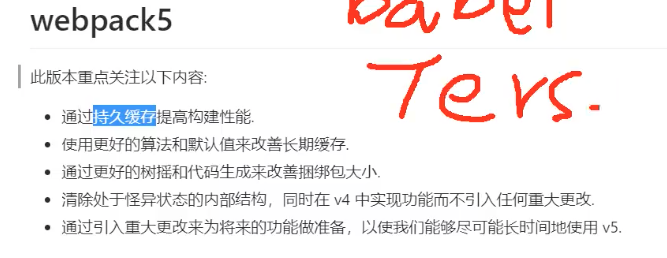 babel
webpack5
Ters.
此版本重点关注以下内容:
通过持久缓存提高构建性能.
使用更好的算法和默认值来改善长期缓存.
通过更好的树摇和代码生成来改善捆绑包大小.
清除处于怪异状态的内部结构，同时在 v4 中实现功能而不引入任何重大更改.
通过引入重大更改来为将来的功能做准备，以使我们能够尽可能长时间地使用 v5.